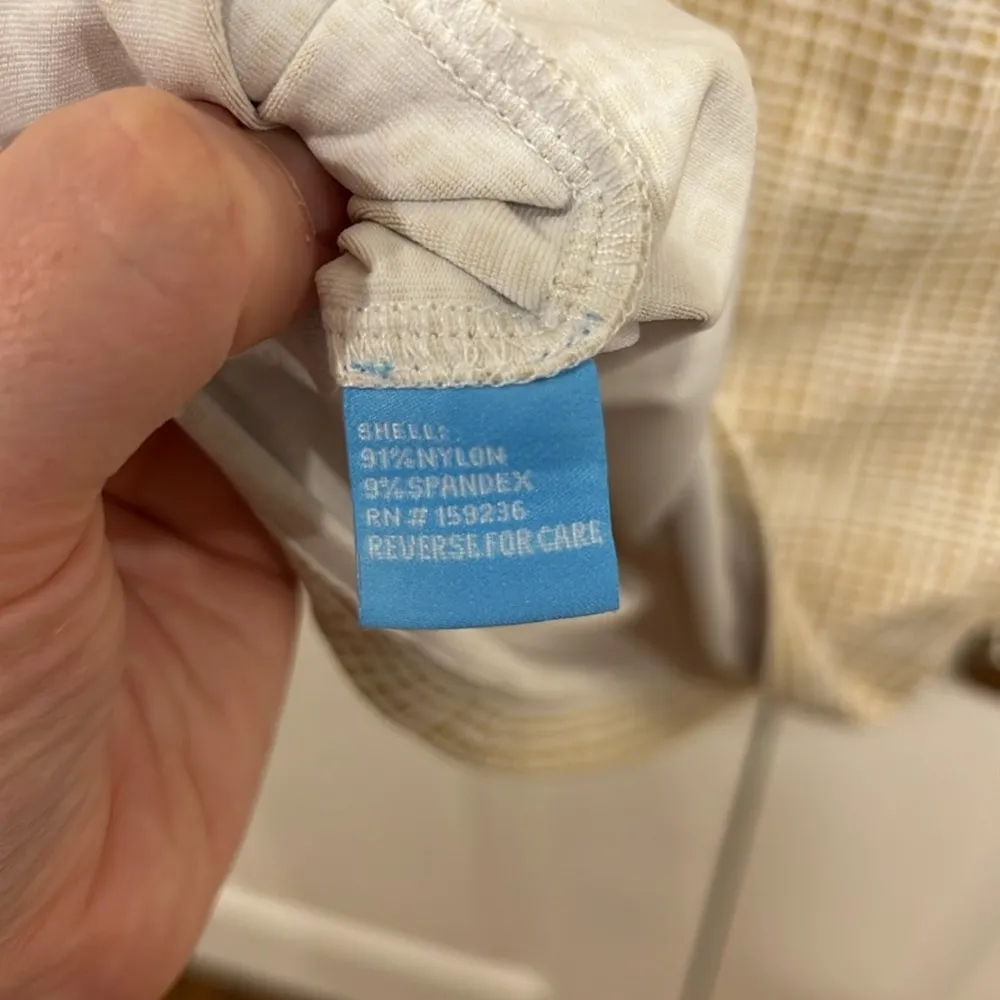 SHELL:
91%NYLON
9%SPANDEX
RN # 159236
REVERSE FOR CARE